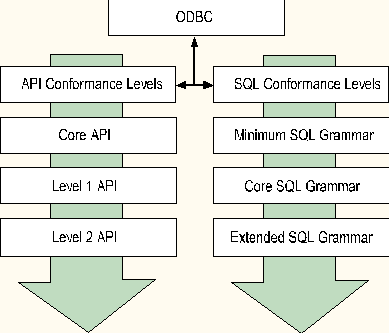 ODBC
API Conformance Levels
SQL Conformance Levels
Core API
Minimum SQL Grammar
Level 1 API
Core SQL Grammar
Level 2 API
Extended SQL Grammar